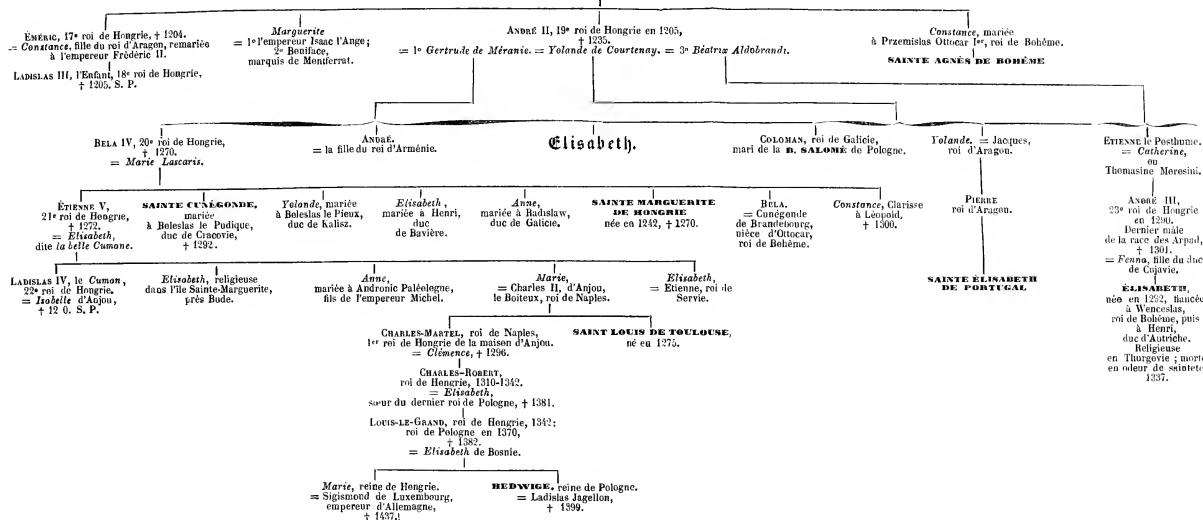 ÉMÉRIC, 17e roi de Hongrie, † 1204.
= Constance, fille du roi d'Aragon, remariée
à l'empereur Frédéric II.
LADISLAS III, l'Enfant, 18e roi de Hongrie,
† 1205. S. P.
Marguerite
= 1º l'empereur Isaac l'Ange;
2º Boniface,
marquis de Montferrat.
ANDRÉ II, 19e roi de Hongrie en 1205,
† 1235.
= 1º Gertrude de Méranie. = Yolande de Courtenay. = 3º Béatrix Aldobrandi.
Constance, mariée
à Przemislas Ottocar Ier, roi de Bohême.
SAINTE AGNÈS DE BOHÊME
BELA IV, 20e roi de Hongrie,
† 1270.
= Marie Lascaris.
ANDRÉ.
= la fille du roi d'Arménie.
Elisabeth.
COLOMAN, roi de Galicie,
mari de la B. SALOMÉ de Pologne.
Yolande. = Jacques,
roi d'Aragon.
ETIENNE le Posthume.
= Catherine,
ou
Thomasine Moresini.
ÉTIENNE V,
21e roi de Hongrie,
† 1272.
= Elisabeth,
dite la belle Cumane.
SAINTE CUNÉGONDE,
mariée
à Boleslas le Pudique,
duc de Cracovie,
† 1292.
Yolande, mariée
à Boleslas le Pieux,
duc de Kalisz.
Elisabeth,
mariée à Henri,
duc
de Bavière.
Anne,
mariée à Radislaw,
duc de Galicie.
SAINTE MARGUERITE
DE HONGRIE
née en 1242, † 1270.
BELA.
= Cunégonde
de Brandebourg,
nièce d'Ottocar,
roi de Bohême.
Constance, Clarisse
à Léopold,
† 1300.
PIERRE
roi d'Aragon.
ANDRÉ III,
23e roi de Hongrie
en 1290.
Dernier mâle
de la race des Arpad,
† 1301.
= Fenna, fille du duc
de Cujavie.
LADISLAS IV, le Cuman,
22e roi de Hongrie.
= Isabelle d'Anjou,
† 12 0. S. P.
Elisabeth, religieuse
dans l'île Sainte-Marguerite,
près Bude.
Anne,
mariée à Andronic Paléologue,
fils de l'empereur Michel.
Marie,
= Charles II, d'Anjou,
le Boiteux, roi de Naples.
Elisabeth,
= Etienne, roi de
Servie.
SAINTE ÉLISABETH
DE PORTUGAL
ÉLISABETH,
née en 1292, fiancée
à Wenceslas,
roi de Bohême, puis
à Henri,
duc d'Autriche.
Religieuse
en Thurgovie ; morte
en odeur de sainteté
1337.
CHARLES-MARTEL, roi de Naples,
1er roi de Hongrie de la maison d'Anjou.
= Clémence, † 1296.
SAINT LOUIS DE TOULOUSE,
né en 1275.
CHARLES-ROBERT,
roi de Hongrie, 1310-1342.
= Elisabeth,
sœur du dernier roi de Pologne, † 1381.
LOUIS-LE-GRAND, roi de Hongrie, 1342;
roi de Pologne en 1370,
† 1382.
= Elisabeth de Bosnie.
Marie, reine de Hongrie.
= Sigismond de Luxembourg,
empereur d'Allemagne,
† 1437.
HEDWIGE, reine de Pologne.
= Ladislas Jagellon,
† 1399.